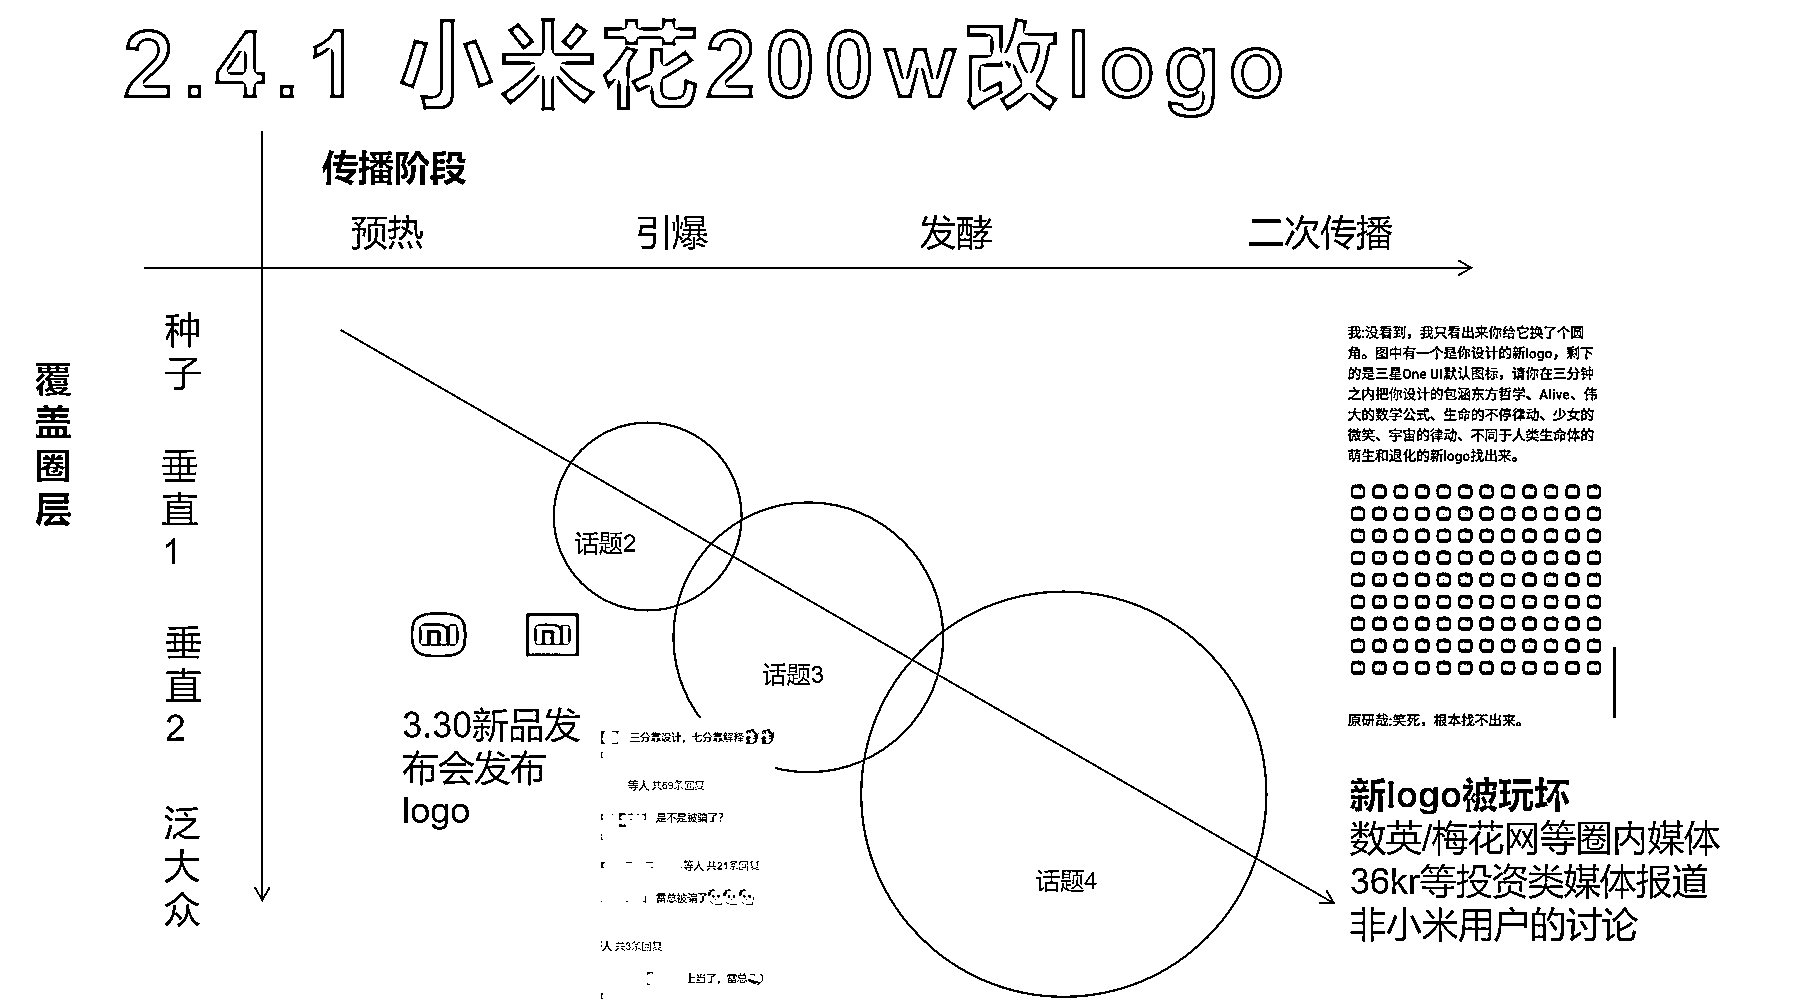 2.4.1 小米花200w改logo
传播阶段
预热
引爆
发酵
二次传播
覆盖圈层
种子
垂直1
垂直2
泛大众
话题2
话题3
话题4
3.30新品发
布会发布
logo
三分靠设计，七分靠解释
等人 共69条回复
是不是被骗了？
等人 共21条回复
雷总被骗了
人 共3条回复
上当了，雷总
我:没看到，我只看出来你给它换了个圆
角。图中有一个是你设计的新logo，剩下
的是三星One UI默认图标，请你在三分钟
之内把你设计的包涵东方哲学、Alive、伟
大的数学公式、生命的不停律动、少女的
微笑、宇宙的律动、不同于人类生命体的
萌生和退化的新logo找出来。
原研哉:笑死，根本找不出来。
新logo被玩坏
数英/梅花网等圈内媒体
36kr等投资类媒体报道
非小米用户的讨论